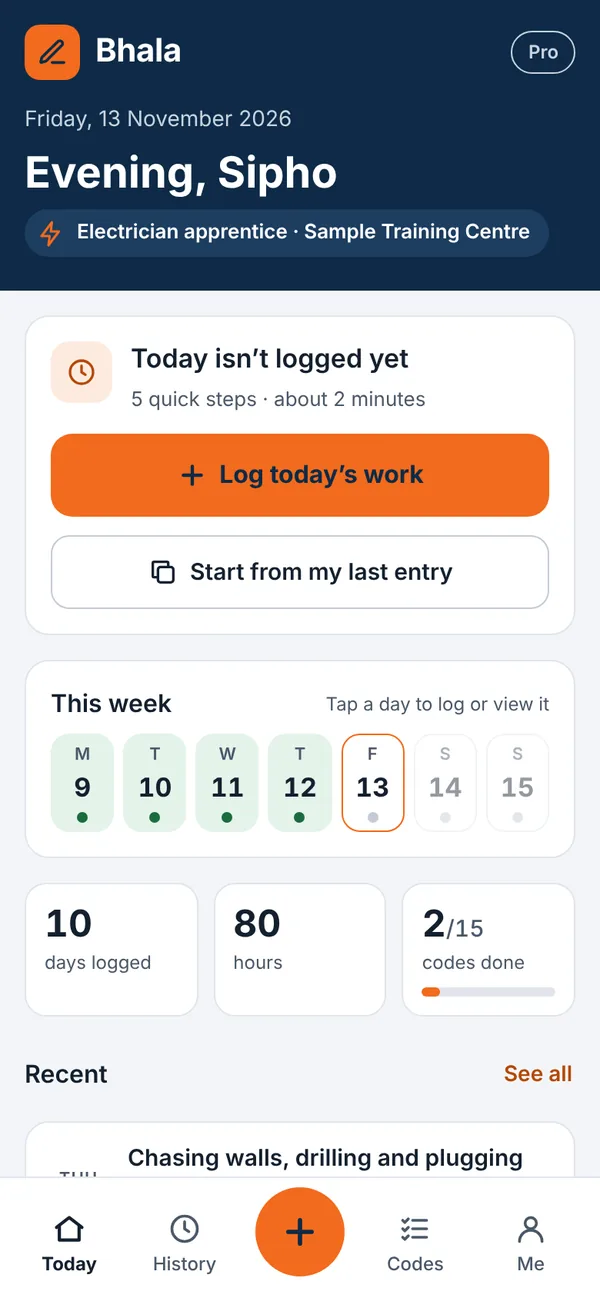 Bhala
Pro
Friday, 13 November 2026
Evening, Sipho
Electrician apprentice · Sample Training Centre
Today isn’t logged yet
5 quick steps · about 2 minutes
Log today’s work
Start from my last entry
This week
Tap a day to log or view it
M T W T F S S
9 10 11 12 13 14 15
10
days logged
80
hours
2/15
codes done
Recent
See all
Chasing walls, drilling and plugging
Today
History
Codes
Me